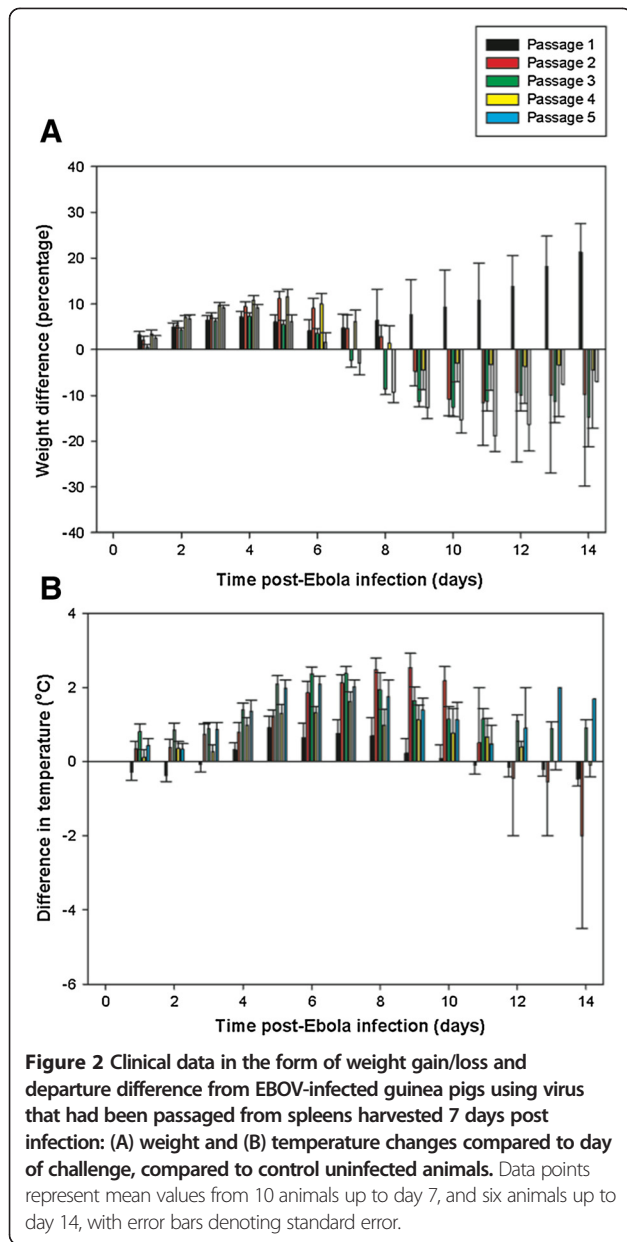 Passage 1
Passage 2
Passage 3
Passage 4
Passage 5
A
40
30
20
10
0
-10
-20
-30
-40
Weight difference (percentage)
0 2 4 6 8 10 12 14
Time post-Ebola infection (days)
B
4
2
0
-2
-4
-6
Difference in temperature (°C)
0 2 4 6 8 10 12 14
Time post-Ebola infection (days)
Figure 2 Clinical data in the form of weight gain/loss and
departure difference from EBOV-infected guinea pigs using virus
that had been passaged from spleens harvested 7 days post
infection: (A) weight and (B) temperature changes compared to day
of challenge, compared to control uninfected animals. Data points
represent mean values from 10 animals up to day 7, and six animals up to
day 14, with error bars denoting standard error.